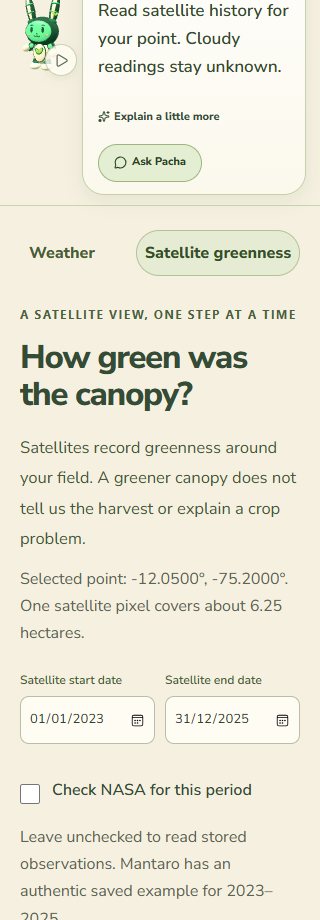 Read satellite history for
your point. Cloudy
readings stay unknown.
Explain a little more
Ask Pacha
Weather
Satellite greenness
A SATELLITE VIEW, ONE STEP AT A TIME
How green was
the canopy?
Satellites record greenness around
your field. A greener canopy does not
tell us the harvest or explain a crop
problem.
Selected point: -12.0500°, -75.2000°.
One satellite pixel covers about 6.25
hectares.
Satellite start date
Satellite end date
01/01/2023
31/12/2025
Check NASA for this period
Leave unchecked to read stored
observations. Mantaro has an
authentic saved example for 2023–
2025.